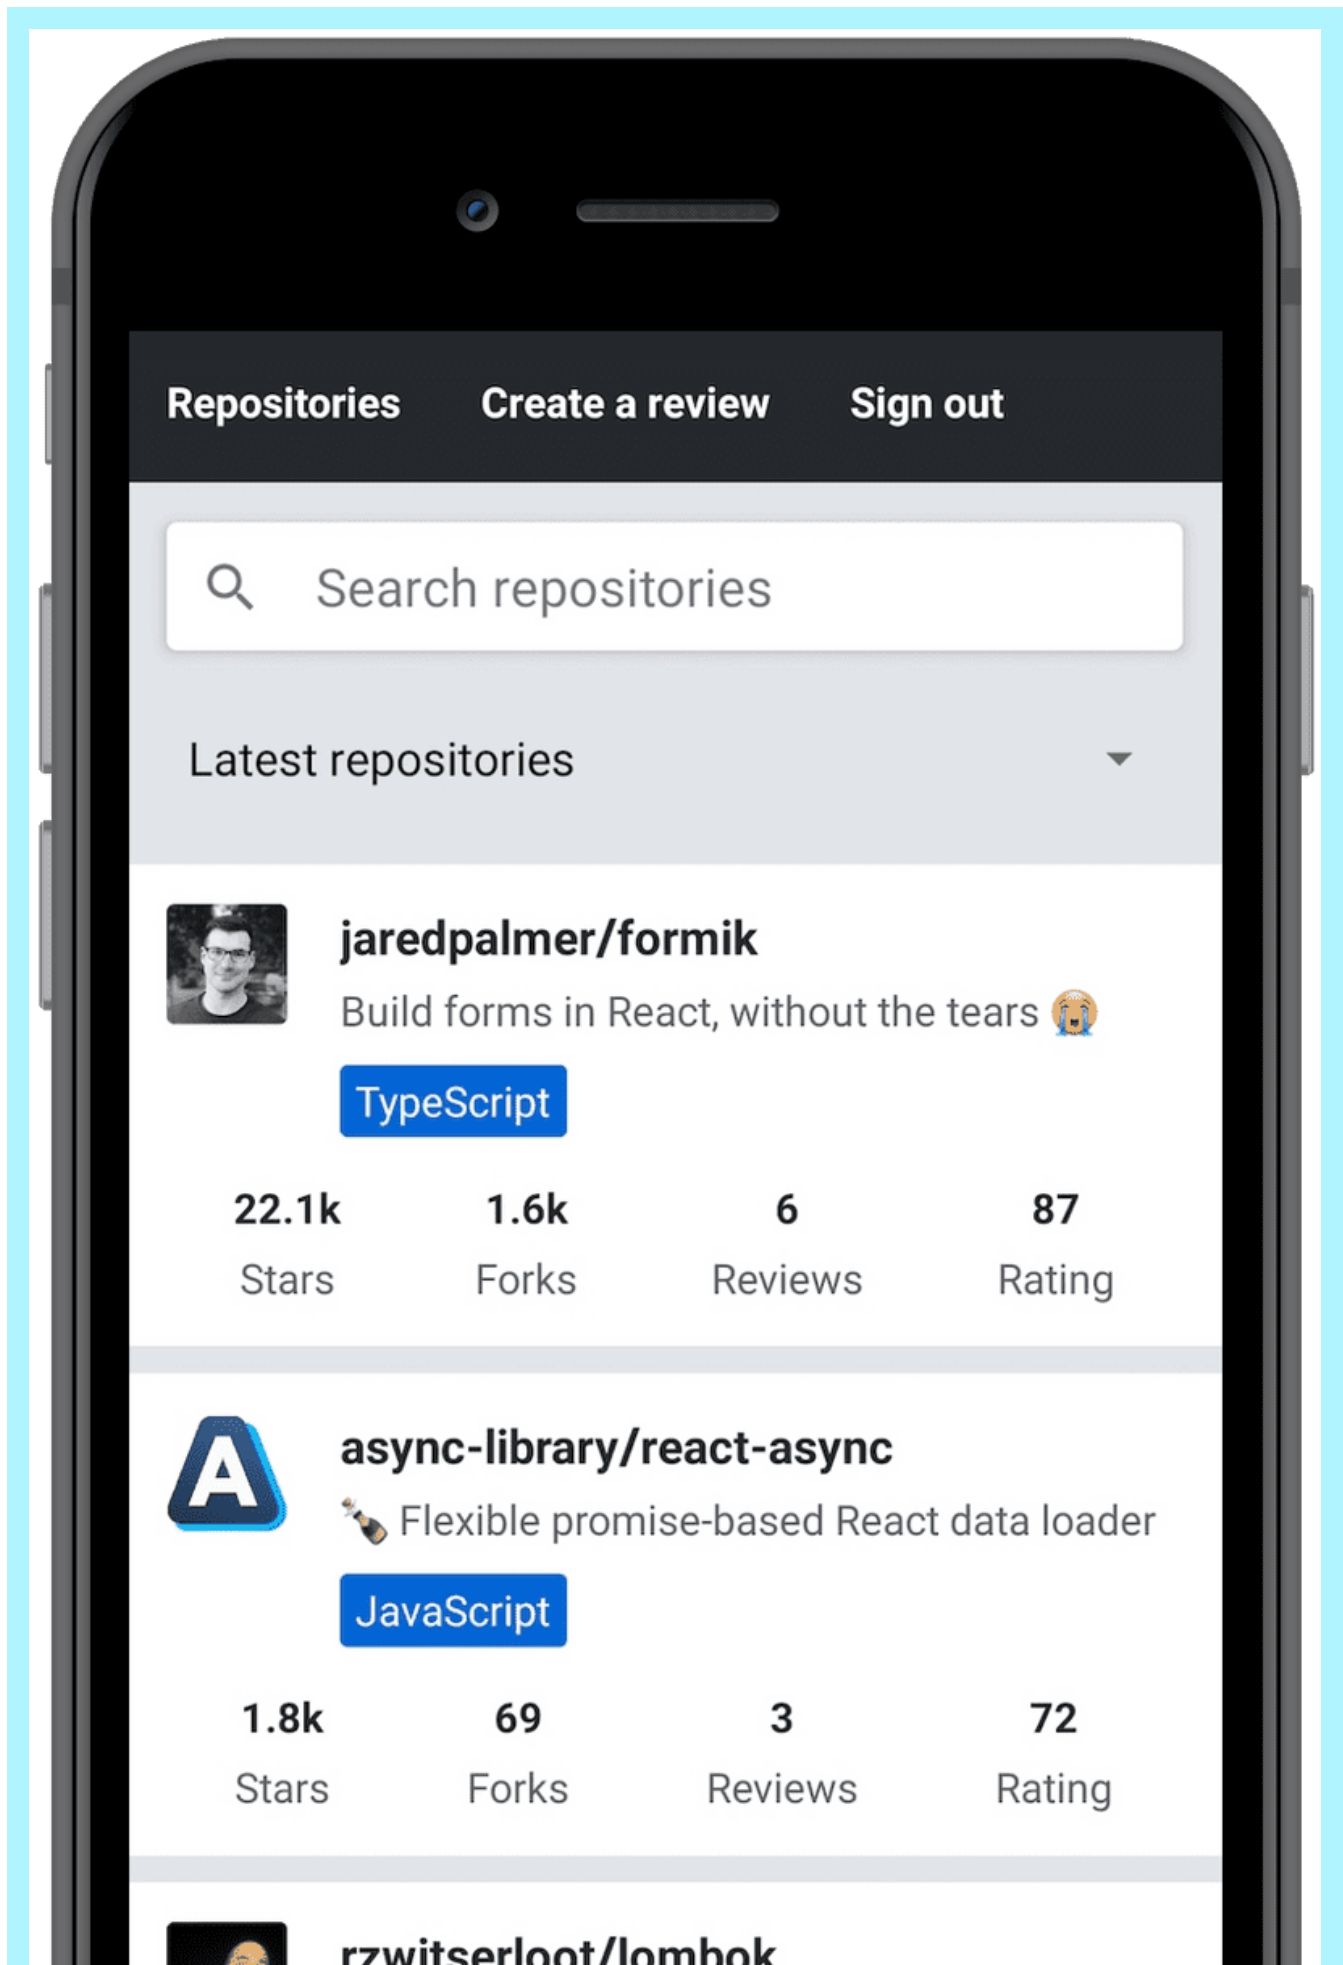 Repositories Create a review Sign out
Search repositories
Latest repositories
jaredpalmer/formik
Build forms in React, without the tears 😭
TypeScript
22.1k 1.6k 6 87
Stars Forks Reviews Rating
A
async-library/react-async
🍾 Flexible promise-based React data loader
JavaScript
1.8k 69 3 72
Stars Forks Reviews Rating
rzwitserloot/lombok